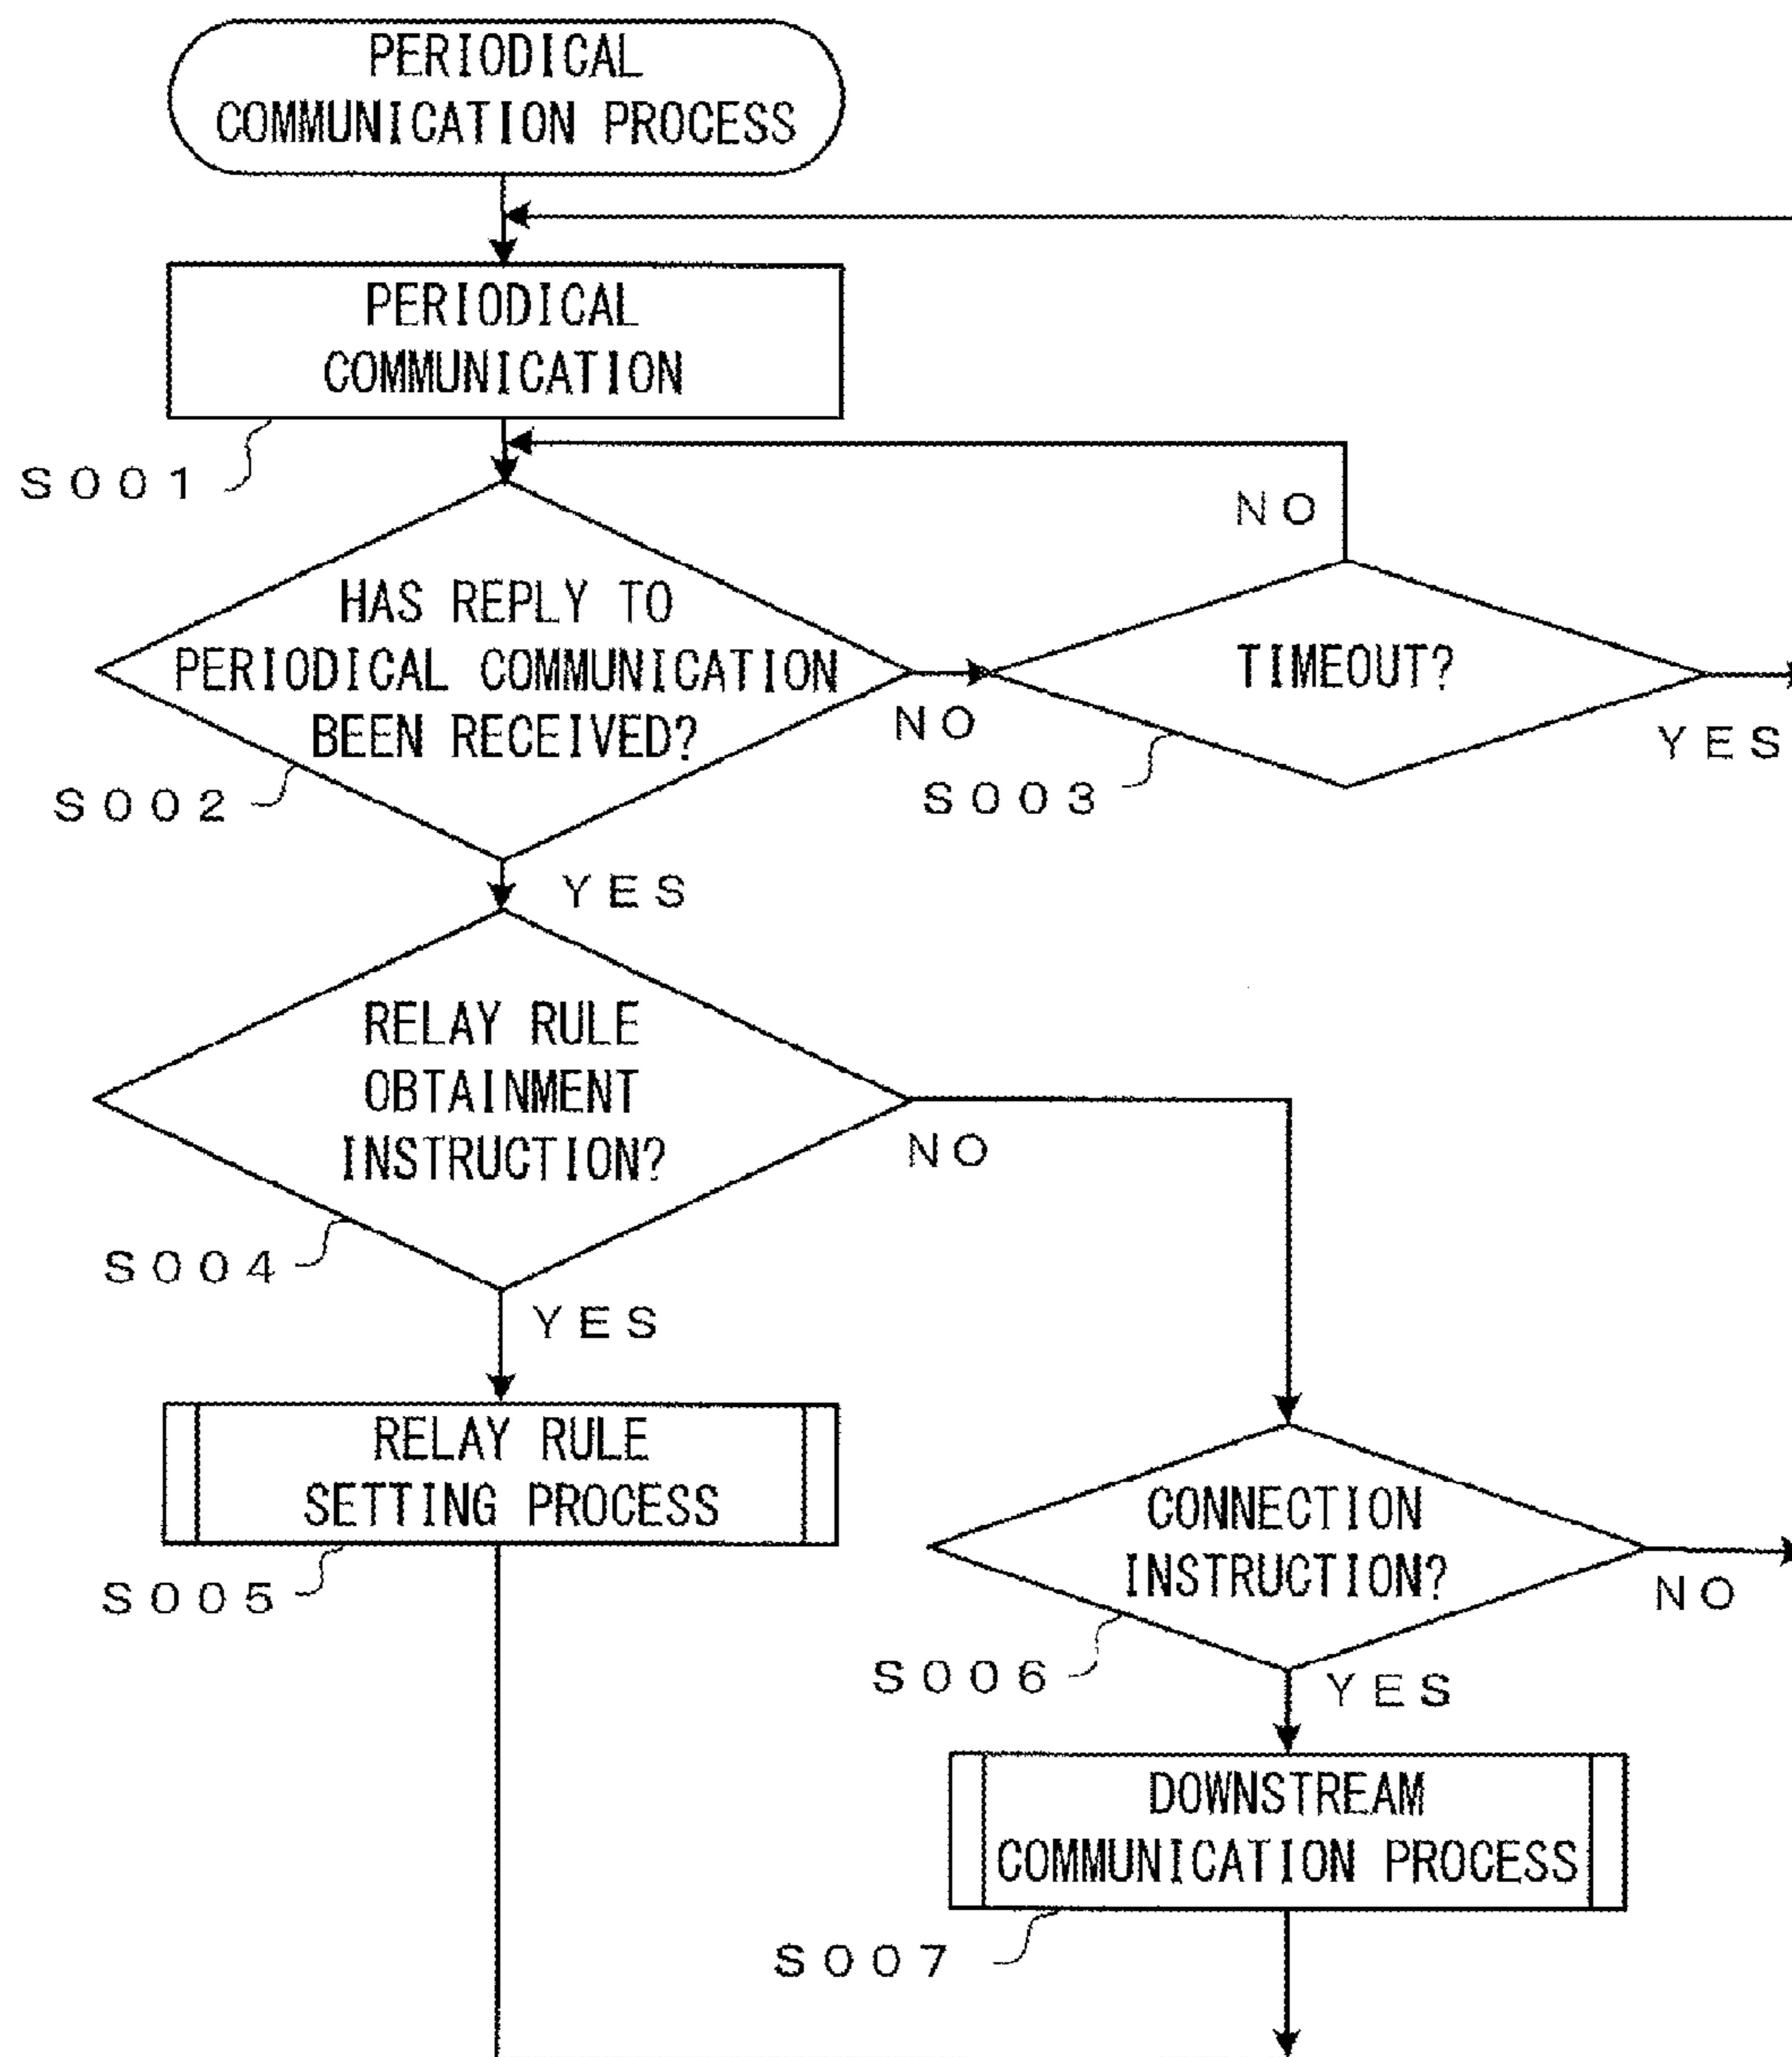 PERIODICAL
COMMUNICATION PROCESS
PERIODICAL
COMMUNICATION
S001
NO
HAS REPLY TO
PERIODICAL COMMUNICATION
BEEN RECEIVED?
TIMEOUT?
NO
YES
S002
S003
YES
RELAY RULE
OBTAINMENT
INSTRUCTION?
NO
S004
YES
RELAY RULE
SETTING PROCESS
S005
CONNECTION
INSTRUCTION?
NO
S006
YES
DOWNSTREAM
COMMUNICATION PROCESS
S007